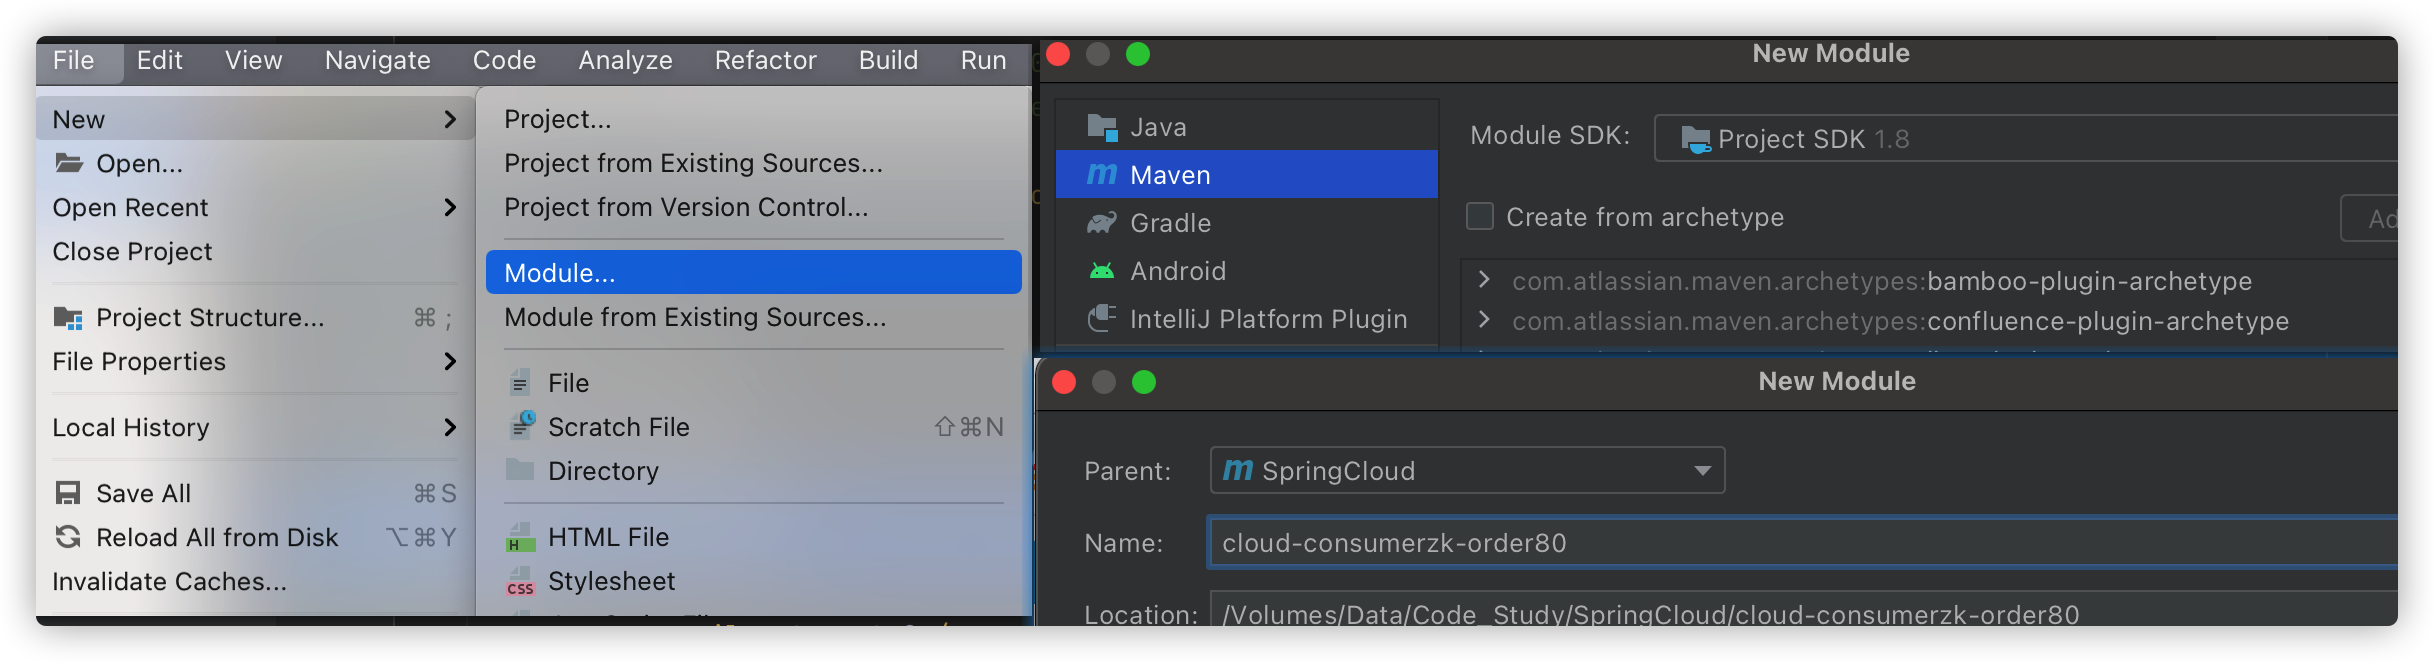 File Edit View Navigate Code Analyze Refactor Build Run
New
Open...
Open Recent
Close Project
Project Structure... ⌘ ;
File Properties
Local History
Save All ⌘S
Reload All from Disk ⌥⌘Y
Invalidate Caches...
Project...
Project from Existing Sources...
Project from Version Control...
Module...
Module from Existing Sources...
File
Scratch File ⇧⌘N
Directory
H HTML File
CSS Stylesheet
New Module
Java
m Maven
Gradle
Android
IntelliJ Platform Plugin
Module SDK: Project SDK 1.8
Create from archetype
com.atlassian.maven.archetypes:bamboo-plugin-archetype
com.atlassian.maven.archetypes:confluence-plugin-archetype
New Module
Parent: m SpringCloud
Name: cloud-consumerzk-order80
Location: /Volumes/Data/Code_Study/SpringCloud/cloud-consumerzk-order80